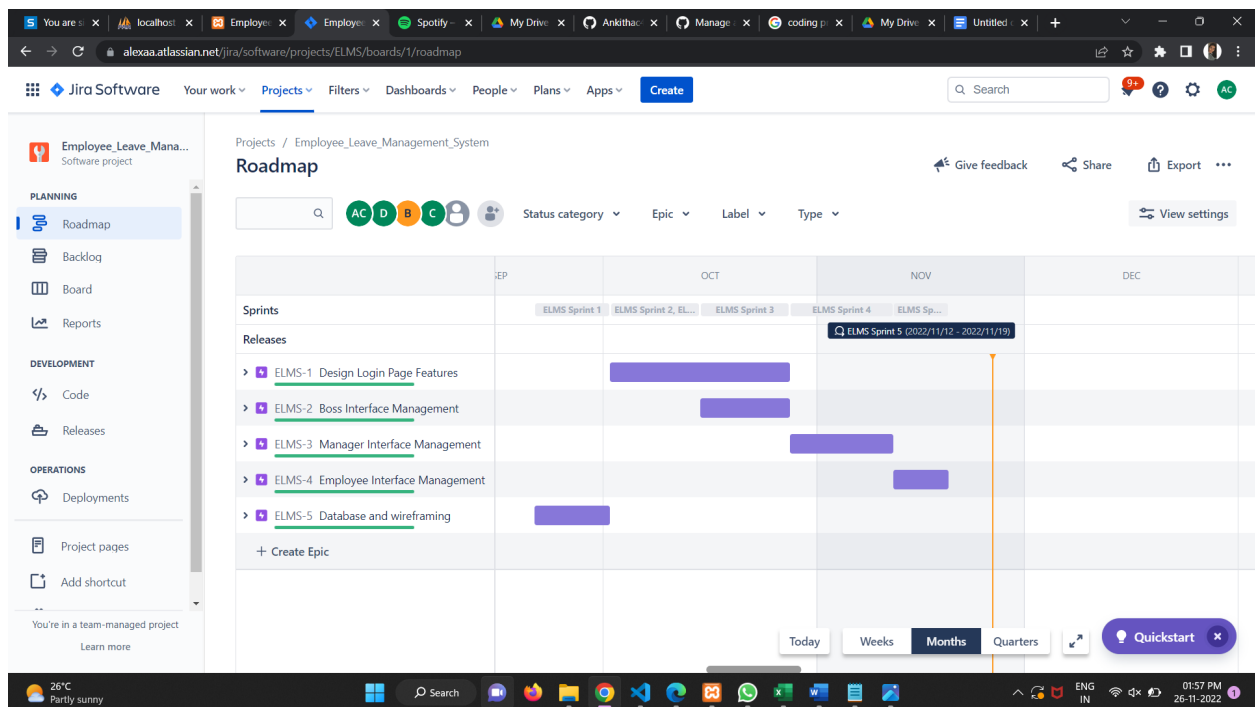 You are si
localhost
Employee
Employee
Spotify –
My Drive
Ankithac
Manage
coding pr
My Drive
Untitled
alexaa.atlassian.net/jira/software/projects/ELMS/boards/1/roadmap
Jira Software
Your work
Projects
Filters
Dashboards
People
Plans
Apps
Create
Search
9+
AC
Employee_Leave_Mana...
Software project
PLANNING
Roadmap
Backlog
Board
Reports
DEVELOPMENT
Code
Releases
OPERATIONS
Deployments
Project pages
Add shortcut
You're in a team-managed project
Learn more
Projects / Employee_Leave_Management_System
Roadmap
Give feedback
Share
Export
AC D B C
Status category
Epic
Label
Type
View settings
SEP OCT NOV DEC
Sprints
ELMS Sprint 1
ELMS Sprint 2, EL...
ELMS Sprint 3
ELMS Sprint 4
ELMS Sp...
Releases
ELMS Sprint 5 (2022/11/12 - 2022/11/19)
ELMS-1 Design Login Page Features
ELMS-2 Boss Interface Management
ELMS-3 Manager Interface Management
ELMS-4 Employee Interface Management
ELMS-5 Database and wireframing
+ Create Epic
Today
Weeks
Months
Quarters
Quickstart
26°C
Partly sunny
Search
ENG
IN
01:57 PM
26-11-2022
1